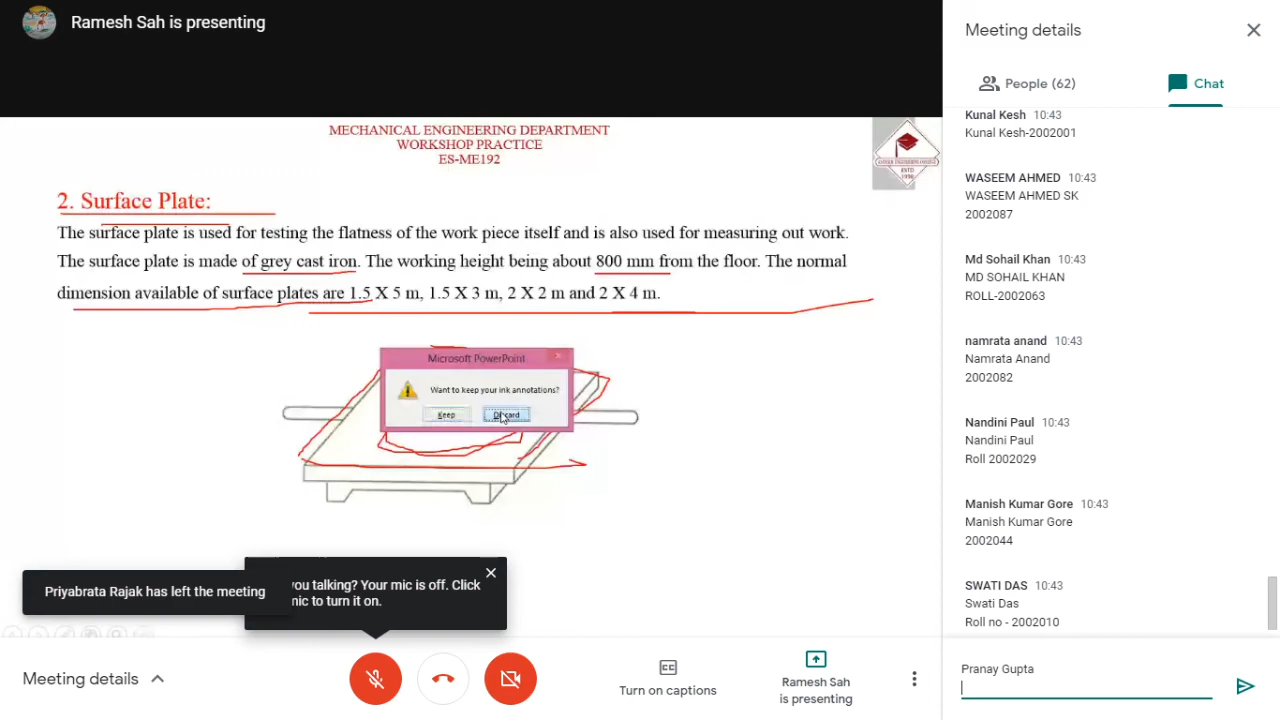 Ramesh Sah is presenting
MECHANICAL ENGINEERING DEPARTMENT
WORKSHOP PRACTICE
ES-ME192
2. Surface Plate:
The surface plate is used for testing the flatness of the work piece itself and is also used for measuring out work.
The surface plate is made of grey cast iron. The working height being about 800 mm from the floor. The normal
dimension available of surface plates are 1.5 X 5 m, 1.5 X 3 m, 2 X 2 m and 2 X 4 m.
Microsoft PowerPoint
Want to keep your ink annotations?
Keep
Discard
Priyabrata Rajak has left the meeting
you talking? Your mic is off. Click
mic to turn it on.
Meeting details
Turn on captions
Ramesh Sah
is presenting
Meeting details
People (62)
Chat
Kunal Kesh 10:43
Kunal Kesh-2002001
WASEEM AHMED 10:43
WASEEM AHMED SK
2002087
Md Sohail Khan 10:43
MD SOHAIL KHAN
ROLL-2002063
namrata anand 10:43
Namrata Anand
2002082
Nandini Paul 10:43
Nandini Paul
Roll 2002029
Manish Kumar Gore 10:43
Manish Kumar Gore
2002044
SWATI DAS 10:43
Swati Das
Roll no - 2002010
Pranay Gupta